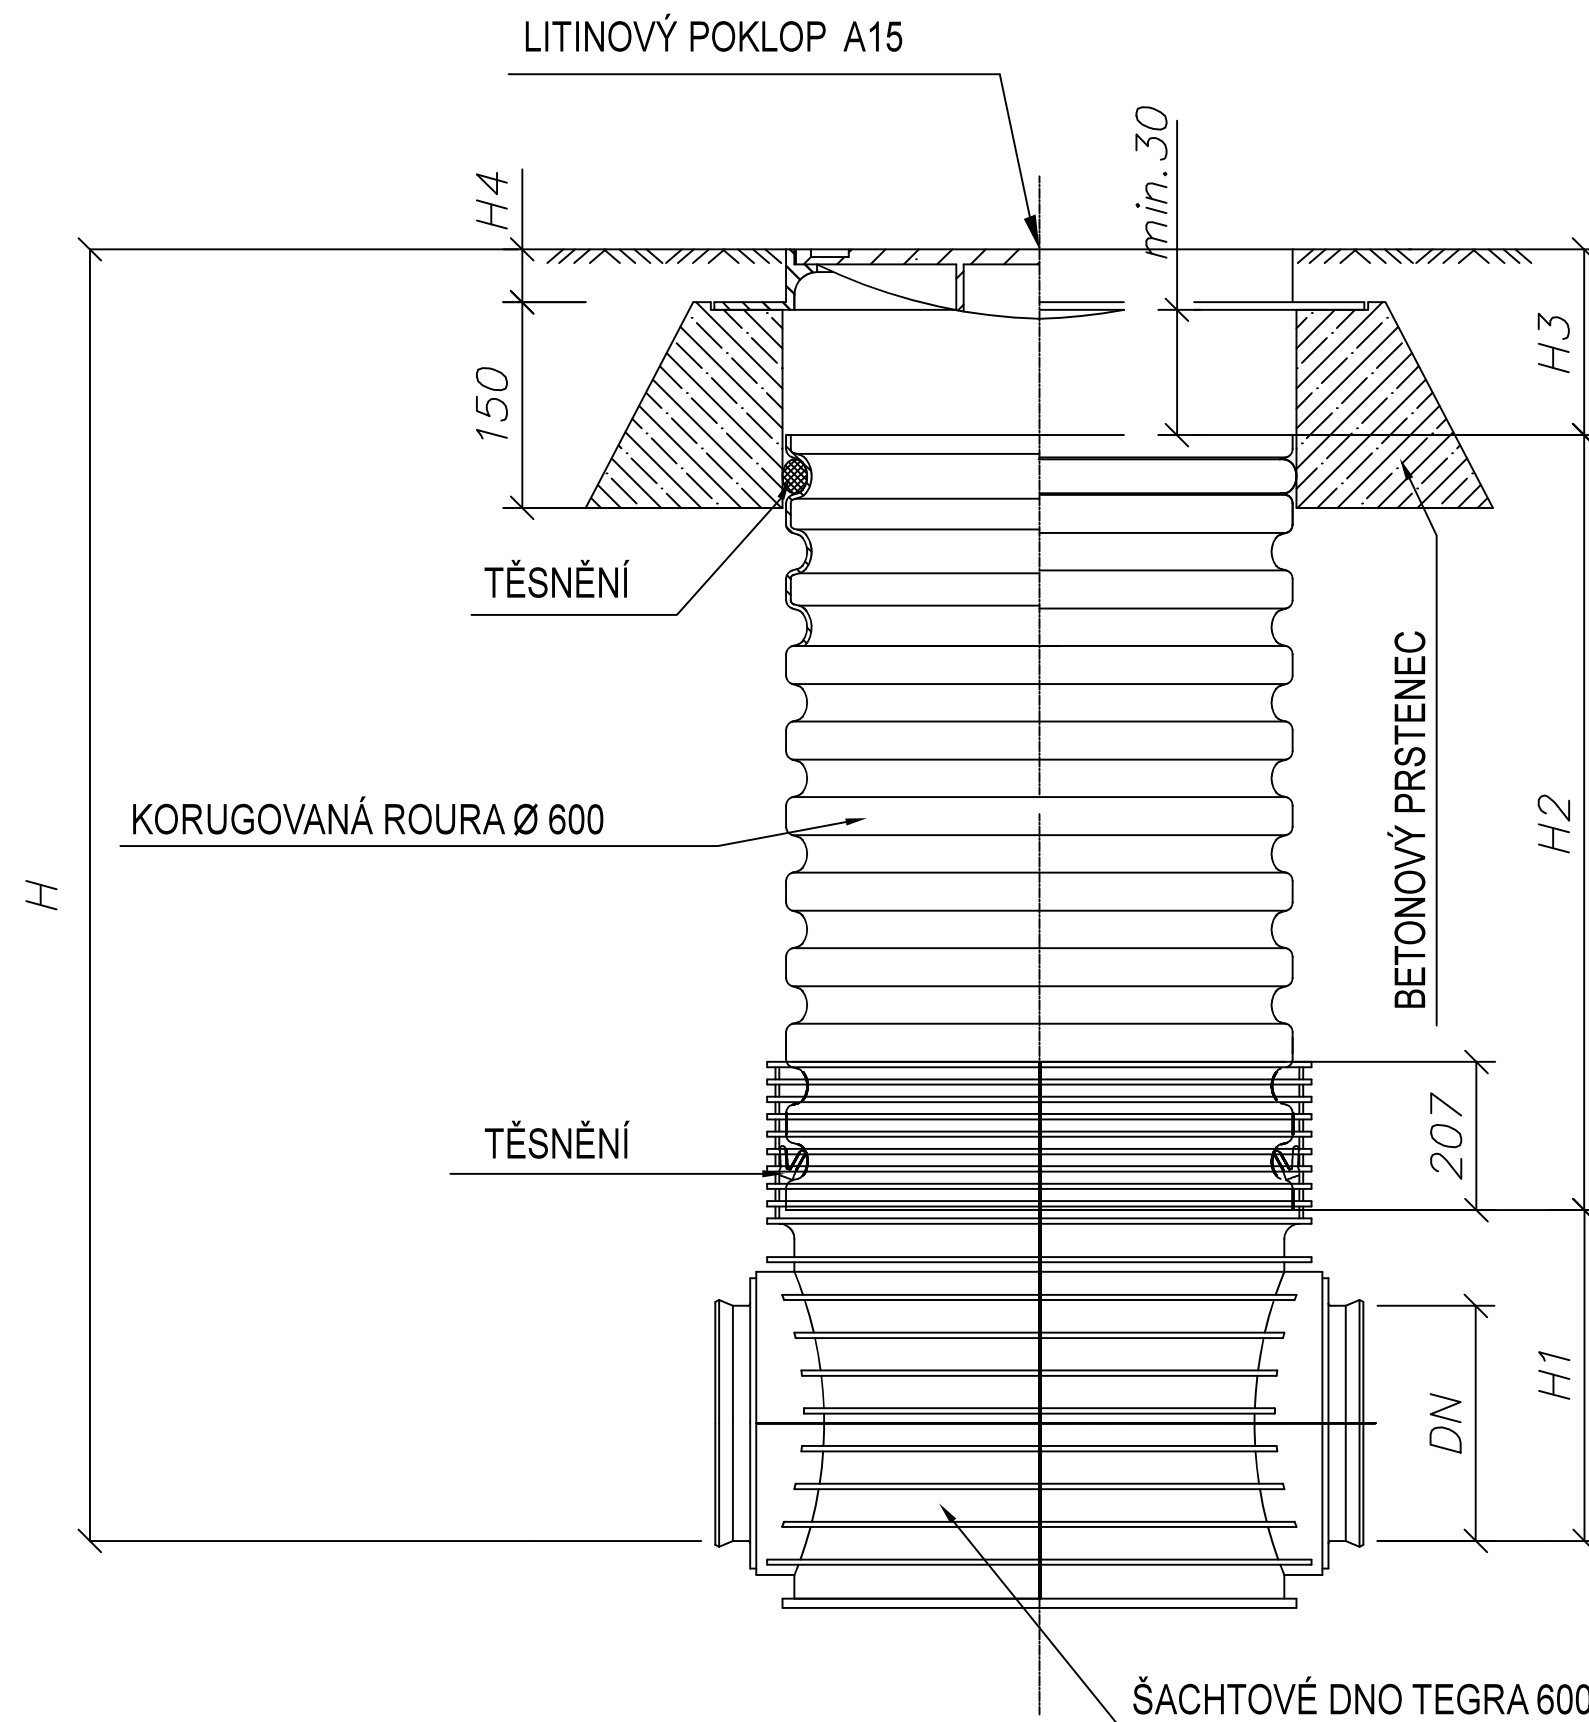 LITINOVÝ POKLOP A15
min.30
H4
H3
150
TĚSNĚNÍ
BETONOVÝ PRSTENEC
KORUGOVANÁ ROURA Ø 600
H2
H
207
TĚSNĚNÍ
H1
DN
ŠACHTOVÉ DNO TEGRA 600